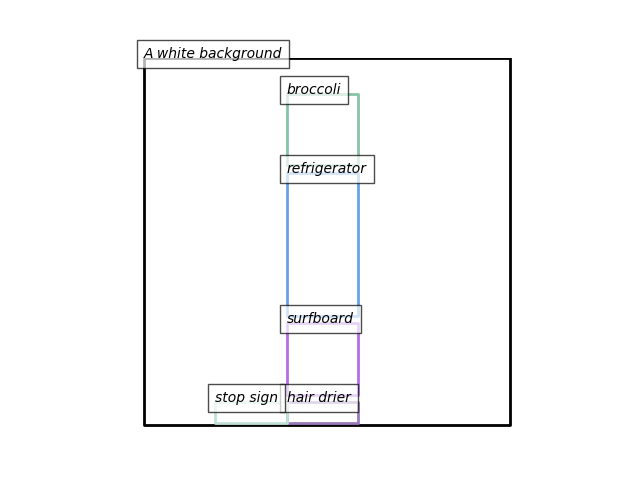 A white background
broccoli
refrigerator
surfboard
stop sign
hair drier